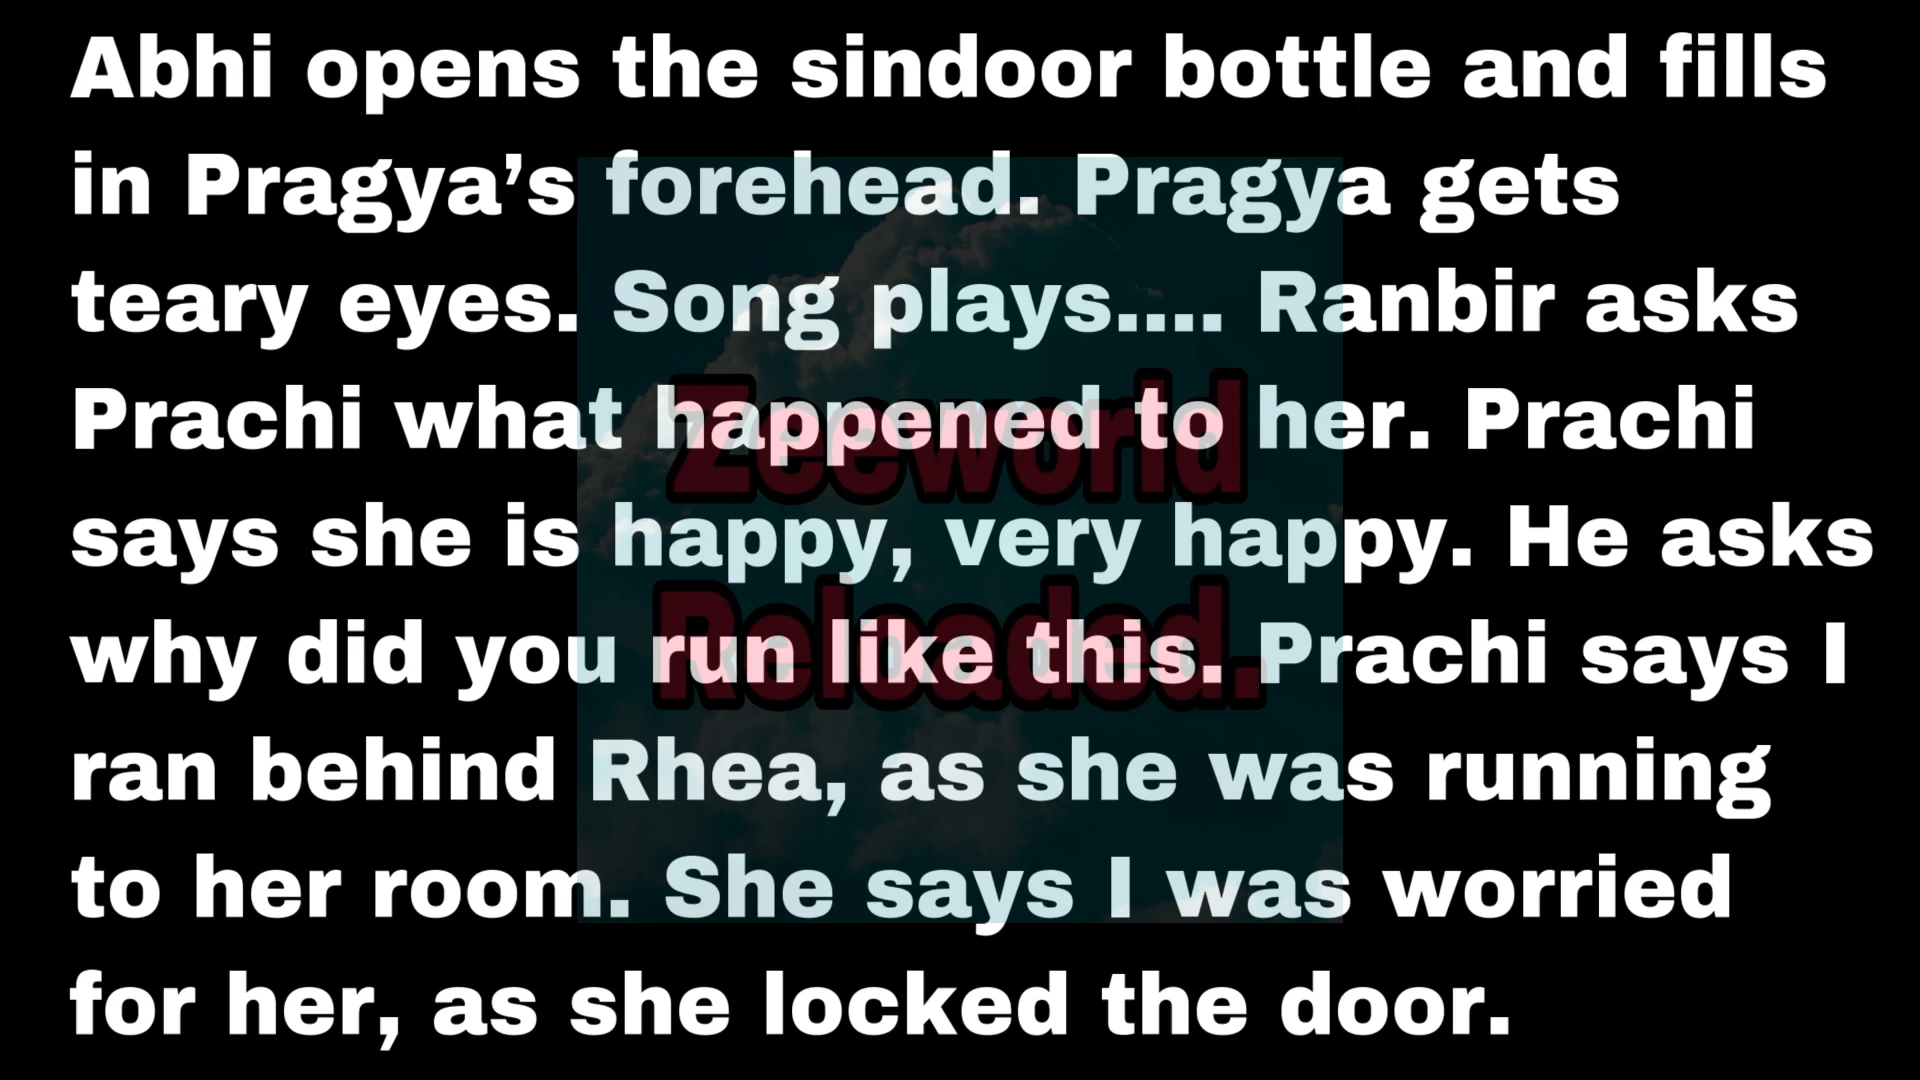 Abhi opens the sindoor bottle and fills
in Pragya’s forehead. Pragya gets
teary eyes. Song plays.... Ranbir asks
Prachi what happened to her. Prachi
says she is happy, very happy. He asks
why did you run like this. Prachi says I
ran behind Rhea, as she was running
to her room. She says I was worried
for her, as she locked the door.
Zeeworld
Reloaded.